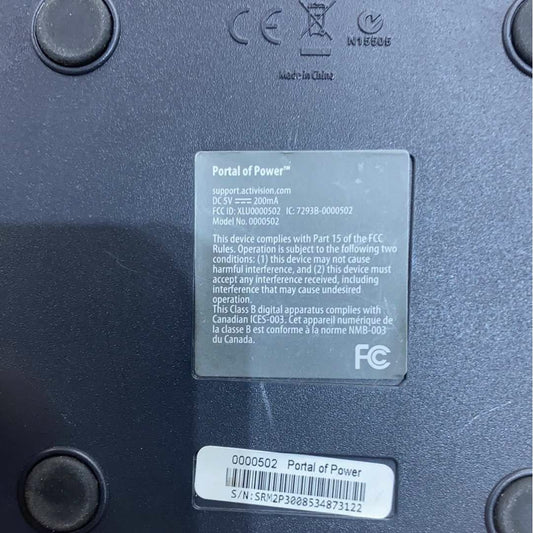 CE
N15505
Made in China
Portal of Power™
support.activision.com
DC 5V ⎓ 200mA
FCC ID: XLU0000502 IC: 7293B-0000502
Model No. 0000502
This device complies with Part 15 of the FCC
Rules. Operation is subject to the following two
conditions: (1) this device may not cause
harmful interference, and (2) this device must
accept any interference received, including
interference that may cause undesired
operation.
This Class B digital apparatus complies with
Canadian ICES-003. Cet appareil numérique de
la classe B est conforme à la norme NMB-003
du Canada.
FC
0000502 Portal of Power
S/N:SRM2P3008534873122